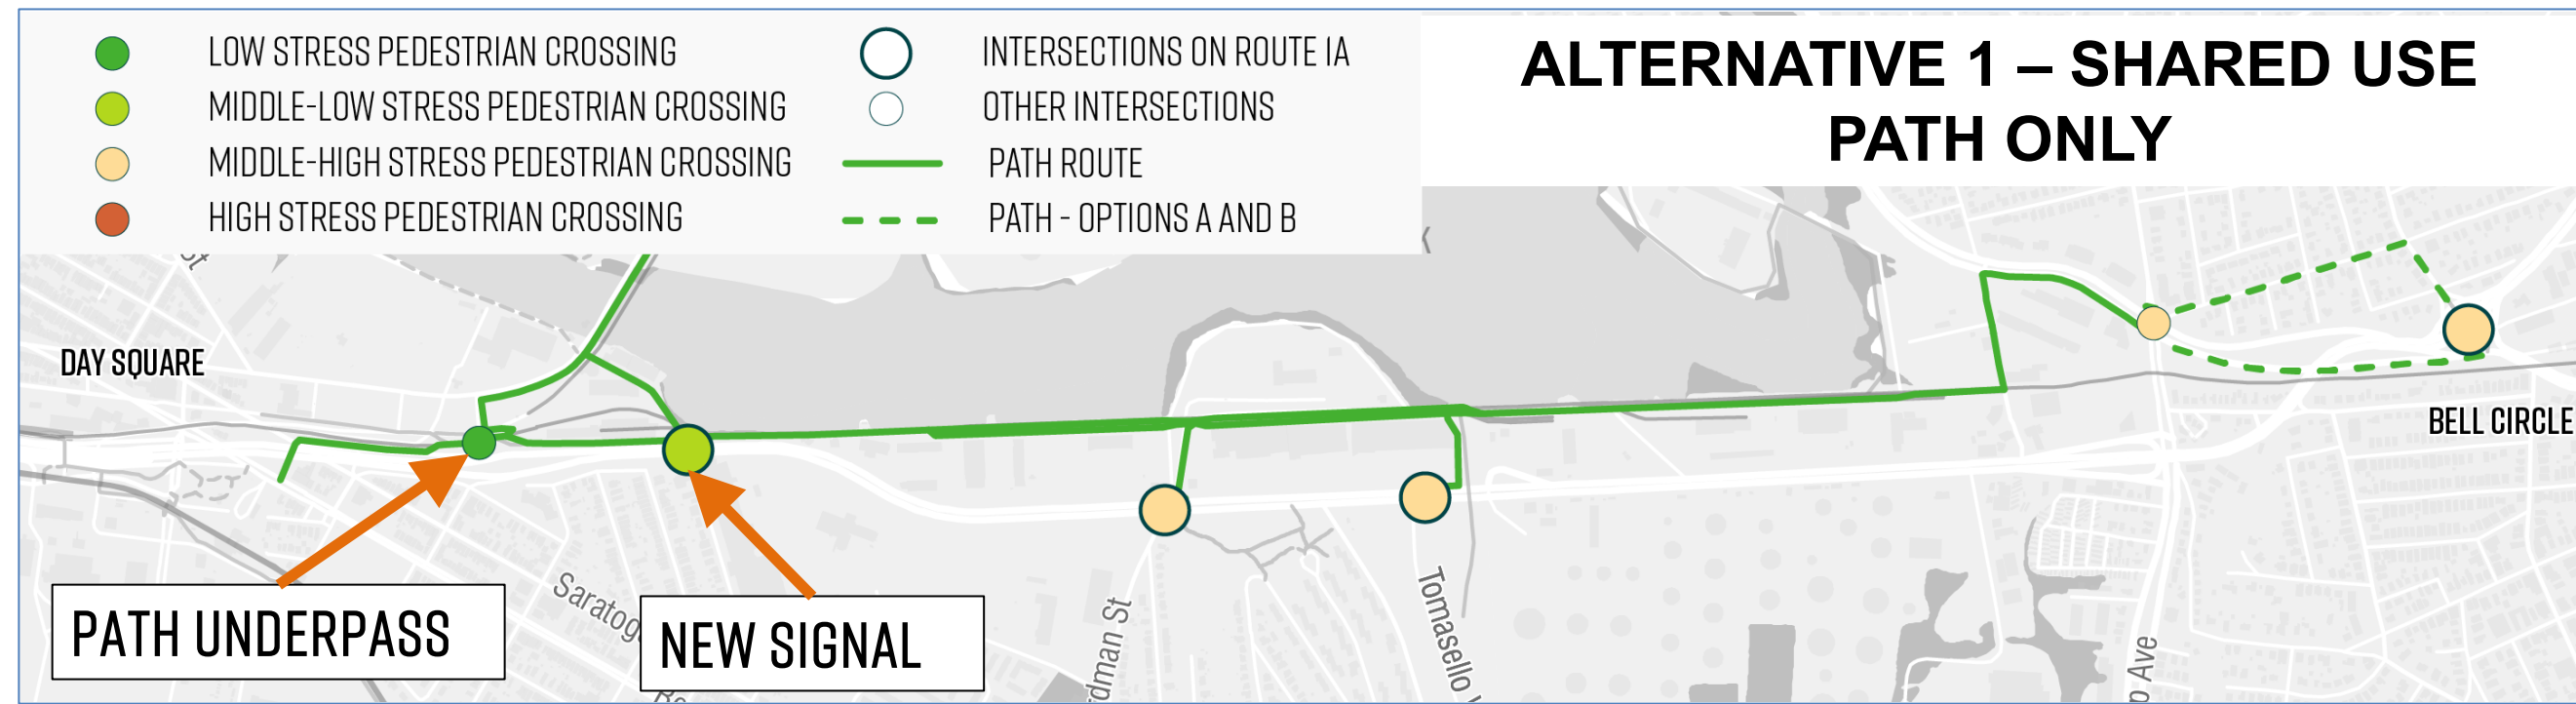 LOW STRESS PEDESTRIAN CROSSING
MIDDLE-LOW STRESS PEDESTRIAN CROSSING
MIDDLE-HIGH STRESS PEDESTRIAN CROSSING
HIGH STRESS PEDESTRIAN CROSSING
INTERSECTIONS ON ROUTE 1A
OTHER INTERSECTIONS
PATH ROUTE
PATH - OPTIONS A AND B
ALTERNATIVE 1 – SHARED USE
PATH ONLY
St
DAY SQUARE
BELL CIRCLE
PATH UNDERPASS
NEW SIGNAL
Saratog
rdman St
Tomasello
Ave